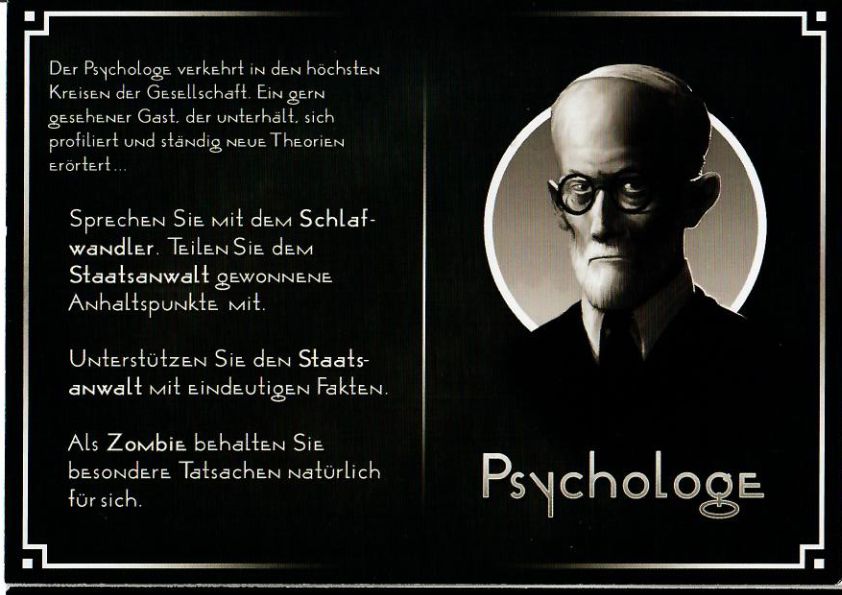 Der Psychologe verkehrt in den höchsten
Kreisen der Gesellschaft. Ein gern
gesehener Gast, der unterhält, sich
profiliert und ständig neue Theorien
erörtert...
Sprechen Sie mit dem Schlaf-
wandler. Teilen Sie dem
Staatsanwalt gewonnene
Anhaltspunkte mit.
Unterstützen Sie den Staats-
anwalt mit eindeutigen Fakten.
Als Zombie behalten Sie
besondere Tatsachen natürlich
für sich.
Psychologe